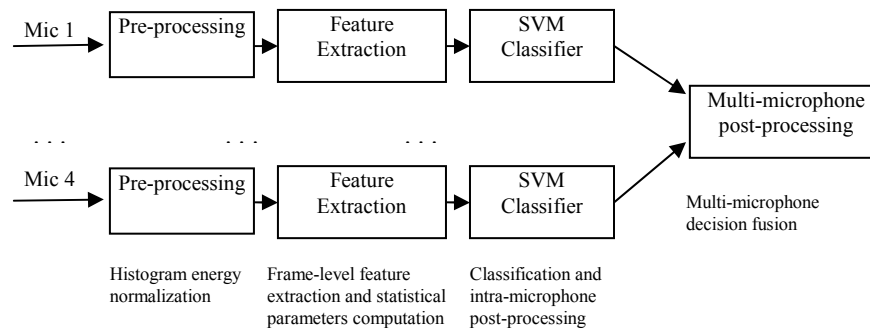 Mic 1
Pre-processing
Feature
Extraction
SVM
Classifier
Multi-microphone
post-processing
. . .
. . .
. . .
Mic 4
Pre-processing
Feature
Extraction
SVM
Classifier
Multi-microphone
decision fusion
Histogram energy
normalization
Frame-level feature
extraction and statistical
parameters computation
Classification and
intra-microphone
post-processing